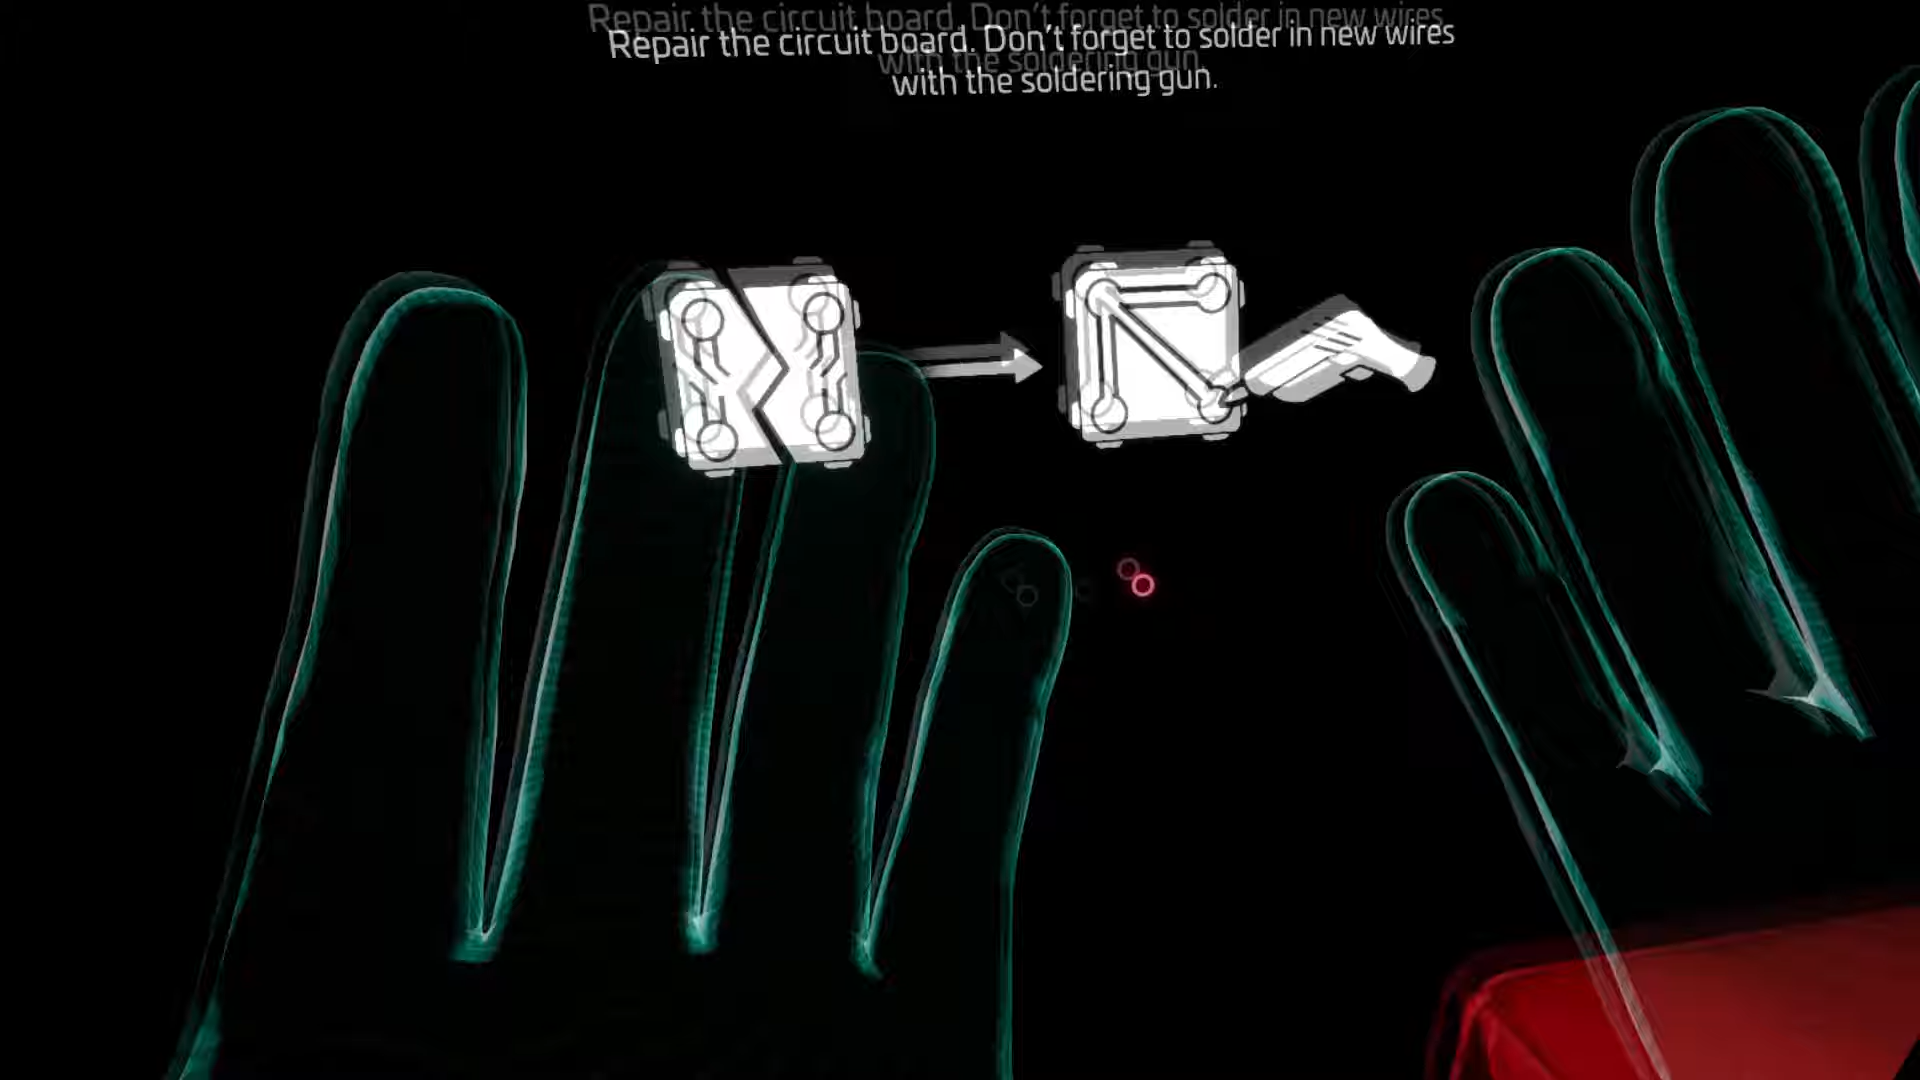 Repair the circuit board. Don't forget to solder in new wires
with the soldering gun.